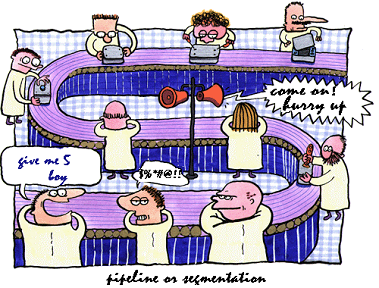 come on!
hurry up
give me 5
boy
$%*#@!!
pipeline or segmentation